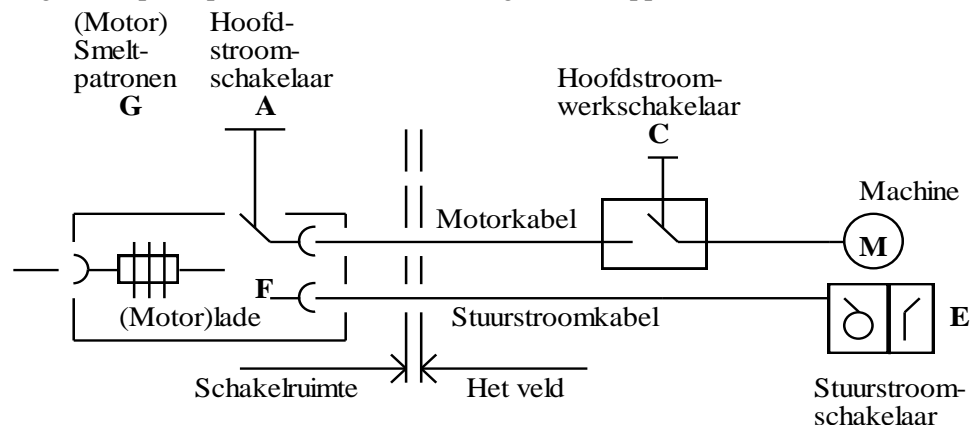 (Motor)
Smelt-
patronen
G
Hoofd-
stroom-
schakelaar
A
Hoofdstroom-
werkschakelaar
C
Machine
Motorkabel
M
F
(Motor)lade
Stuurstroomkabel
E
Schakelruimte
Het veld
Stuurstroom-
schakelaar